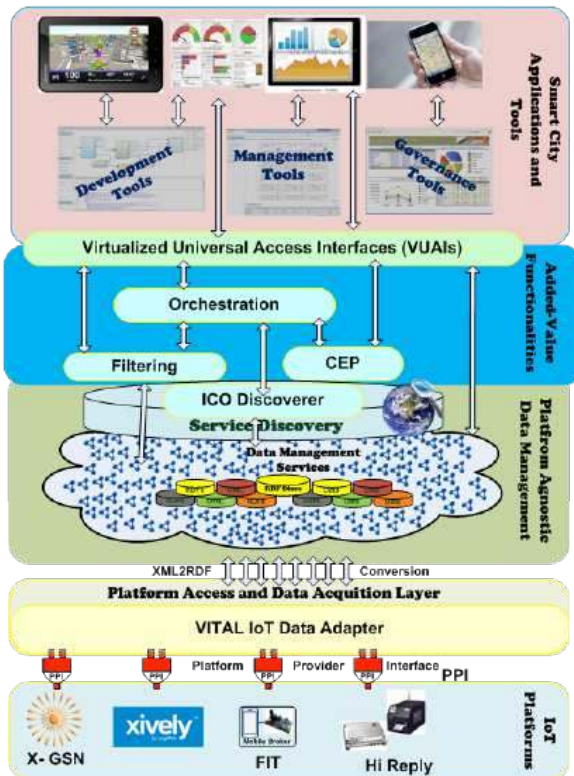 Smart City
Applications and
Tools
100
Development
Tools
Management
Tools
Governance
Tools
Virtualized Universal Access Interfaces (VUAIs)
Added-Value
Functionalities
Orchestration
Filtering
CEP
ICO Discoverer
Service Discovery
Platfrom Agnostic
Data Management
Data Management
Services
XML2RDF
Conversion
Platform Access and Data Acquition Layer
VITAL IoT Data Adapter
PPI
PPI
PPI
PPI
Platform
Provider
Interface
PPI
IoT
Platforms
X- GSN
xively
Mobile Broker
FIT
Hi Reply